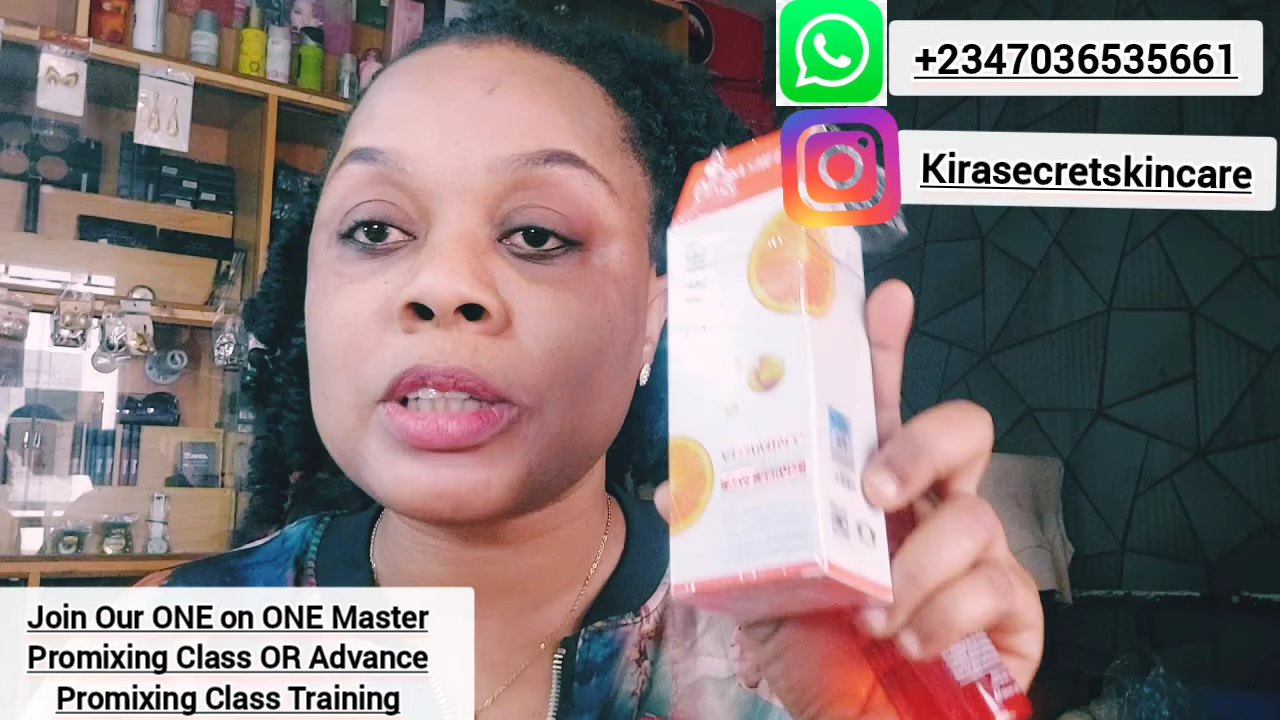 +2347036535661
Kirasecretskincare
Join Our ONE on ONE Master
Promixing Class OR Advance
Promixing Class Training